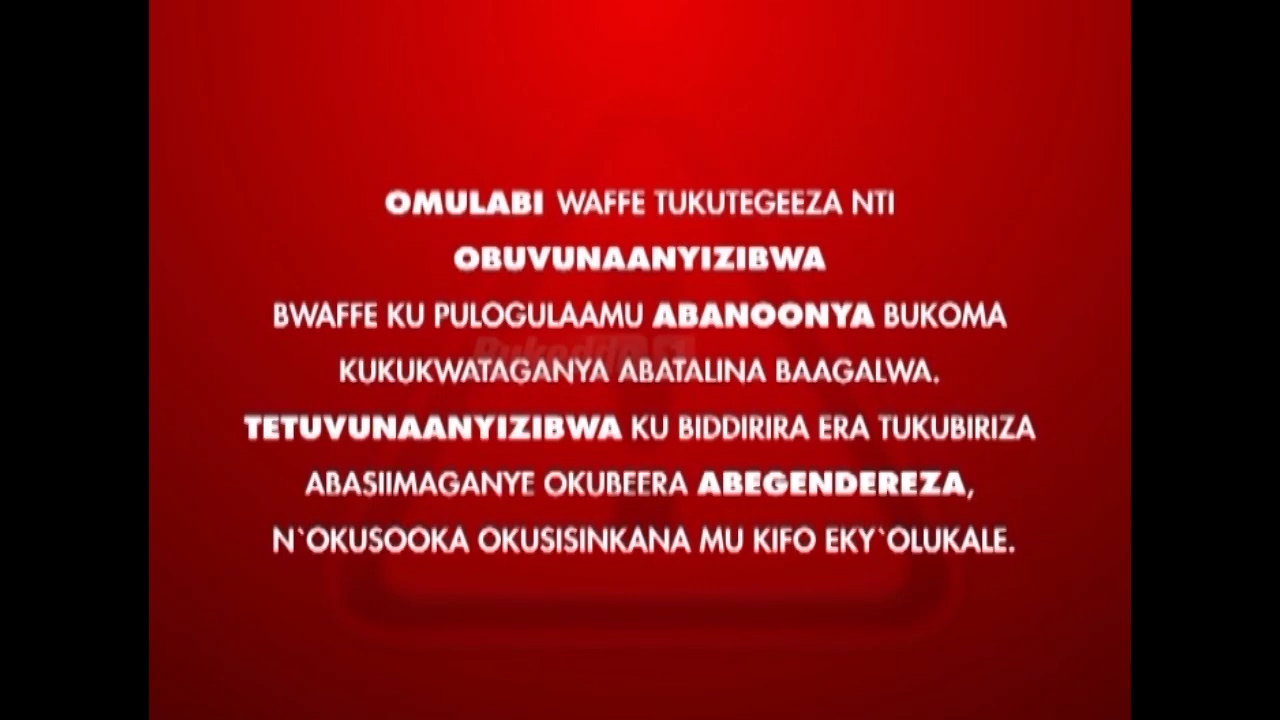 OMULABI WAFFE TUKUTEGEEZA NTI
OBUVUNAANYIZIBWA
BWAFFE KU PULOGULAAMU ABANOONYA BUKOMA
KUKUKWATAGANYA ABATALINA BAAGALWA.
TETUVUNAANYIZIBWA KU BIDDIRIRA ERA TUKUBIRIZA
ABASIIMAGANYE OKUBEERA ABEGENDEREZA,
N`OKUSOOKA OKUSISINKANA MU KIFO EKY`OLUKALE.